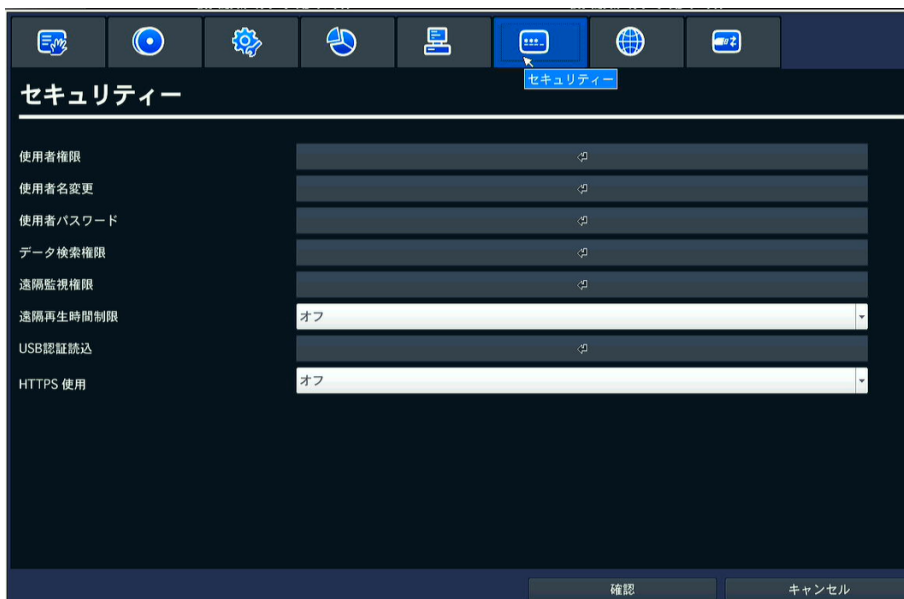 セキュリティー
セキュリティー
使用者権限
使用者名変更
使用者パスワード
データ検索権限
遠隔監視権限
遠隔再生時間制限 オフ
USB認証読込
HTTPS 使用 オフ
確認 キャンセル